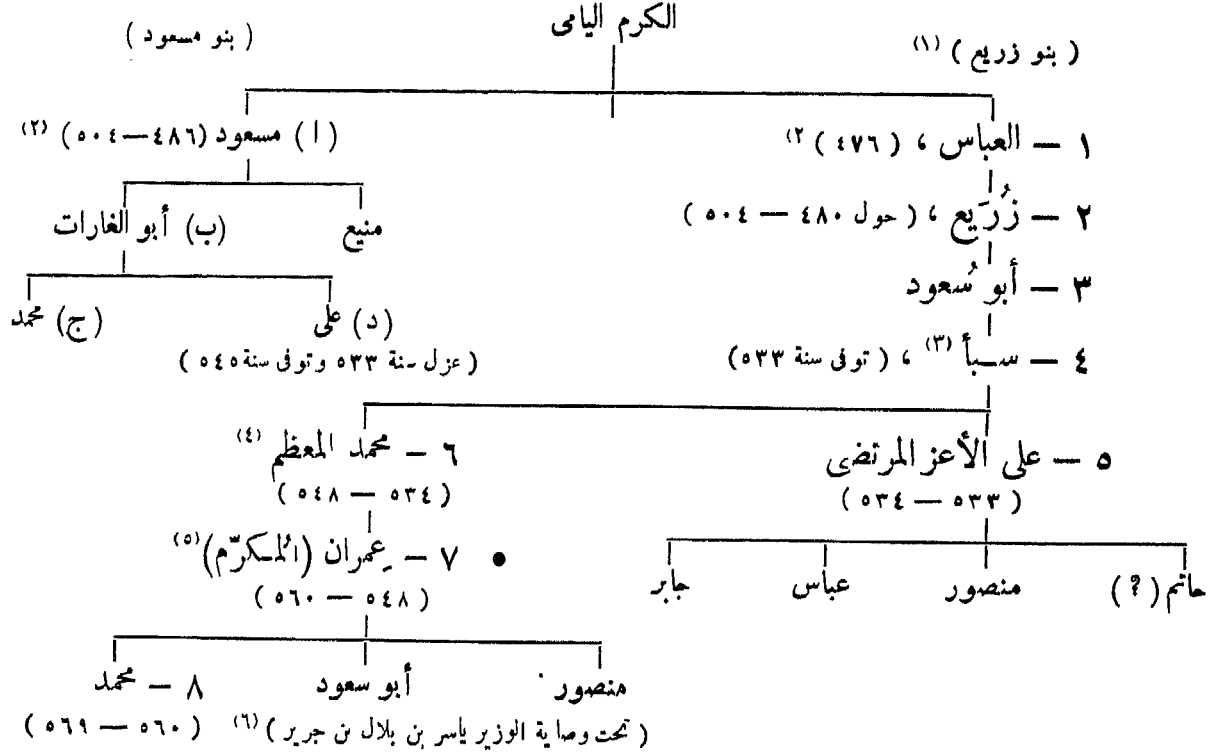 الكرم اليامى
( بنو زريع ) (١) ( بنو مسعود )
١ — العباس ، ( ٤٧٦ ) ٢) ( ا ) مسعود (٤٨٦—٥٠٤) (٢)
٢ — زُرَيع ، ( حول ٤٨٠ — ٥٠٤ ) منيع (ب) أبو الغارات
٣ — أبو سُعود
(د) على (ج) محمد
٤ — سبأ (٣) ، ( توفى سنة ٥٣٣) ( عزل سنة ٥٣٣ وتوفى سنة ٥٤٥ )
٥ — على الأعز المرتضى ٦ — محمد المعظم (٤)
( ٥٣٣ — ٥٣٤ ) ( ٥٣٤ — ٥٤٨ )
• ٧ — عِمران (المكرّم) (٥)
حاتم (؟) منصور عباس جابر
( ٥٤٨ — ٥٦٠ )
منصور أبو سعود ٨ — محمد
( تحت وصاية الوزير ياسر بن بلال بن جرير ) (٦) ( ٥٦٠ — ٥٦٩ )